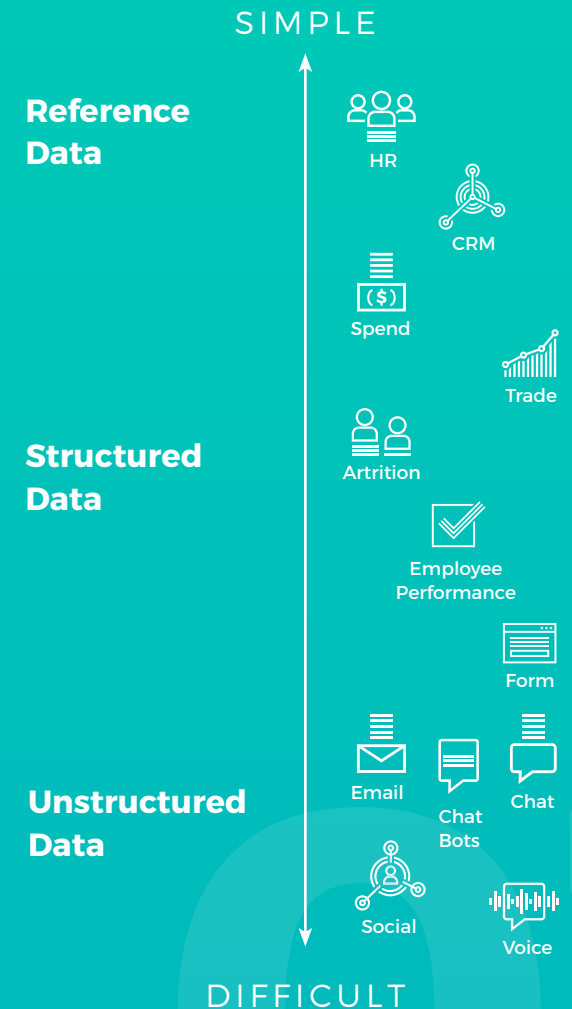 SIMPLE
Reference
Data
HR
CRM
($)
Spend
Trade
Structured
Data
Artrition
Employee
Performance
Form
Email
Chat
Bots
Chat
Unstructured
Data
Social
Voice
DIFFICULT